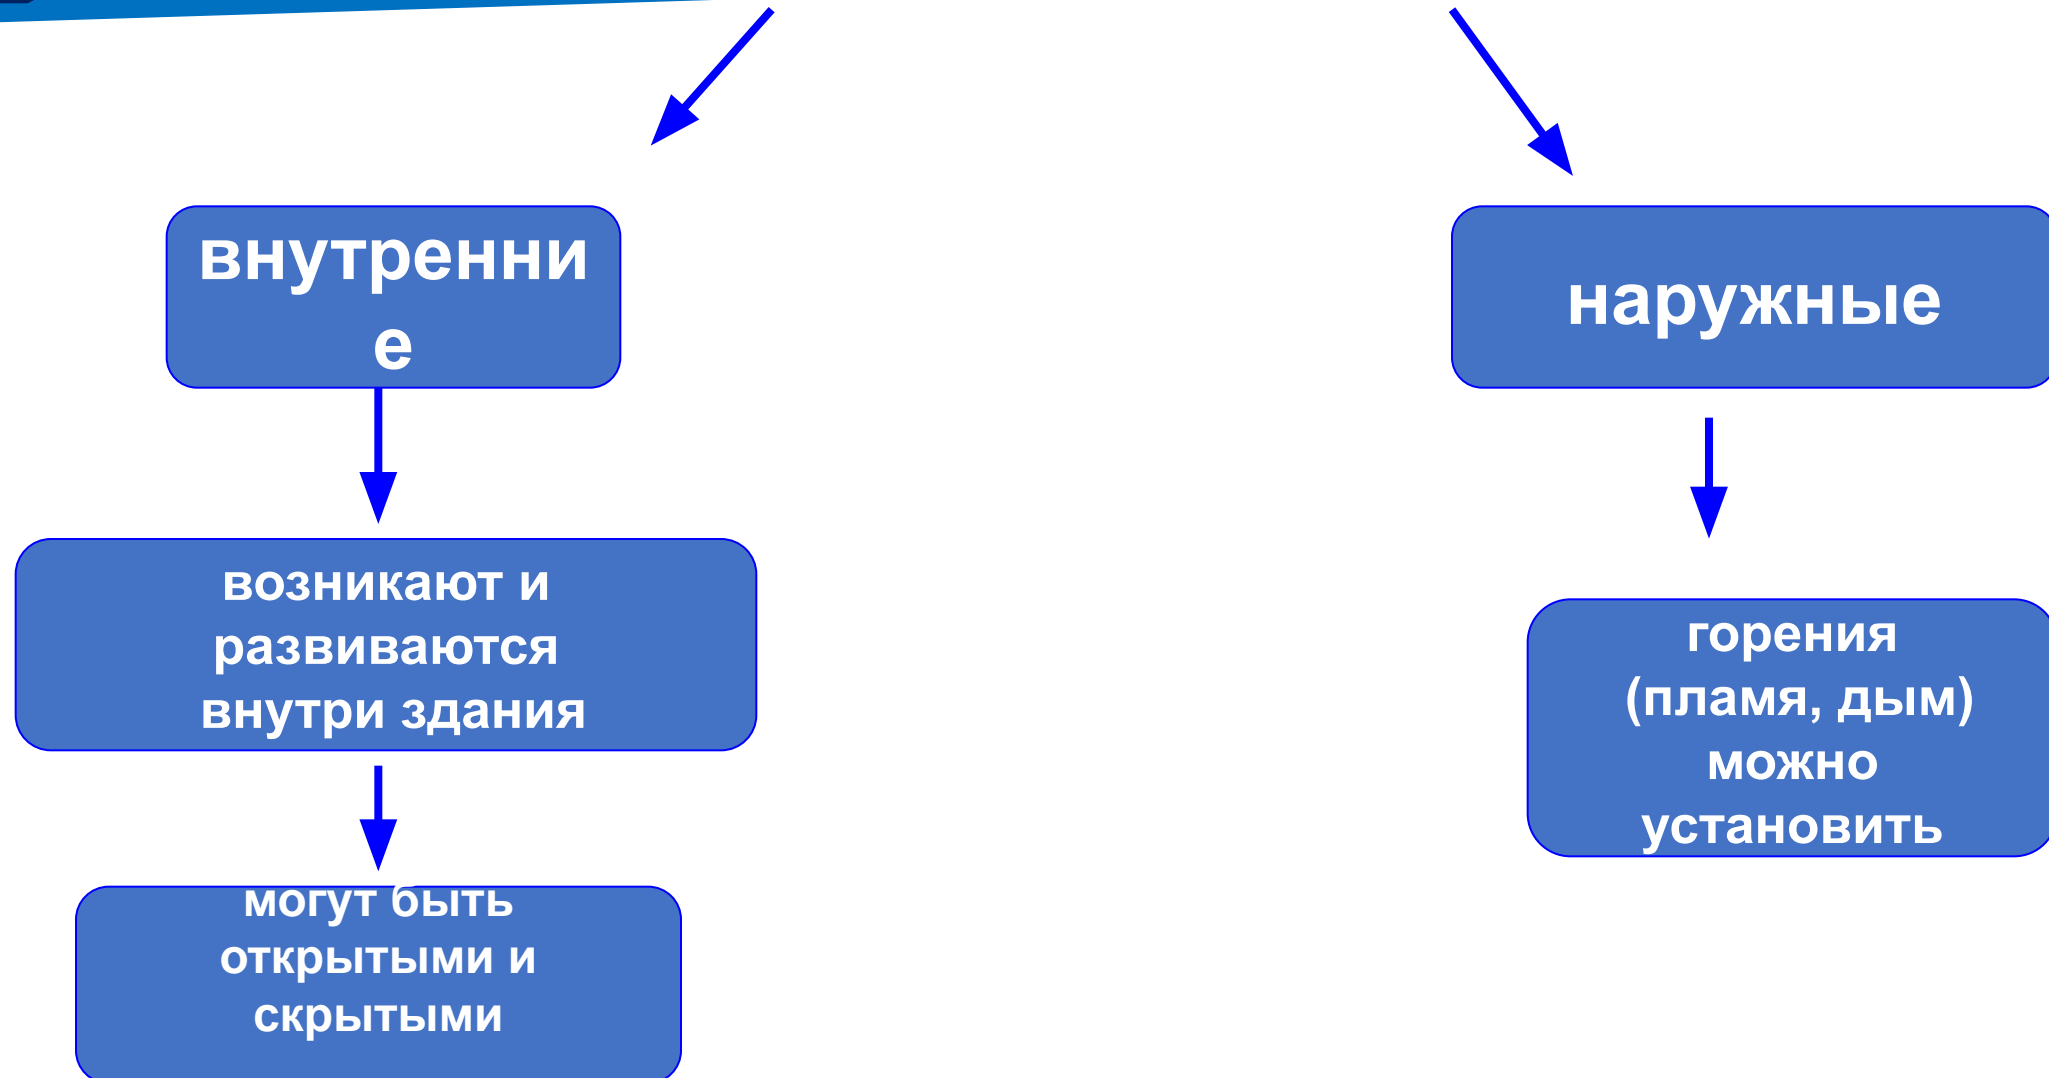 внутренни
е
наружные
возникают и
развиваются
внутри здания
горения
(пламя, дым)
можно
установить
могут быть
открытыми и
скрытыми